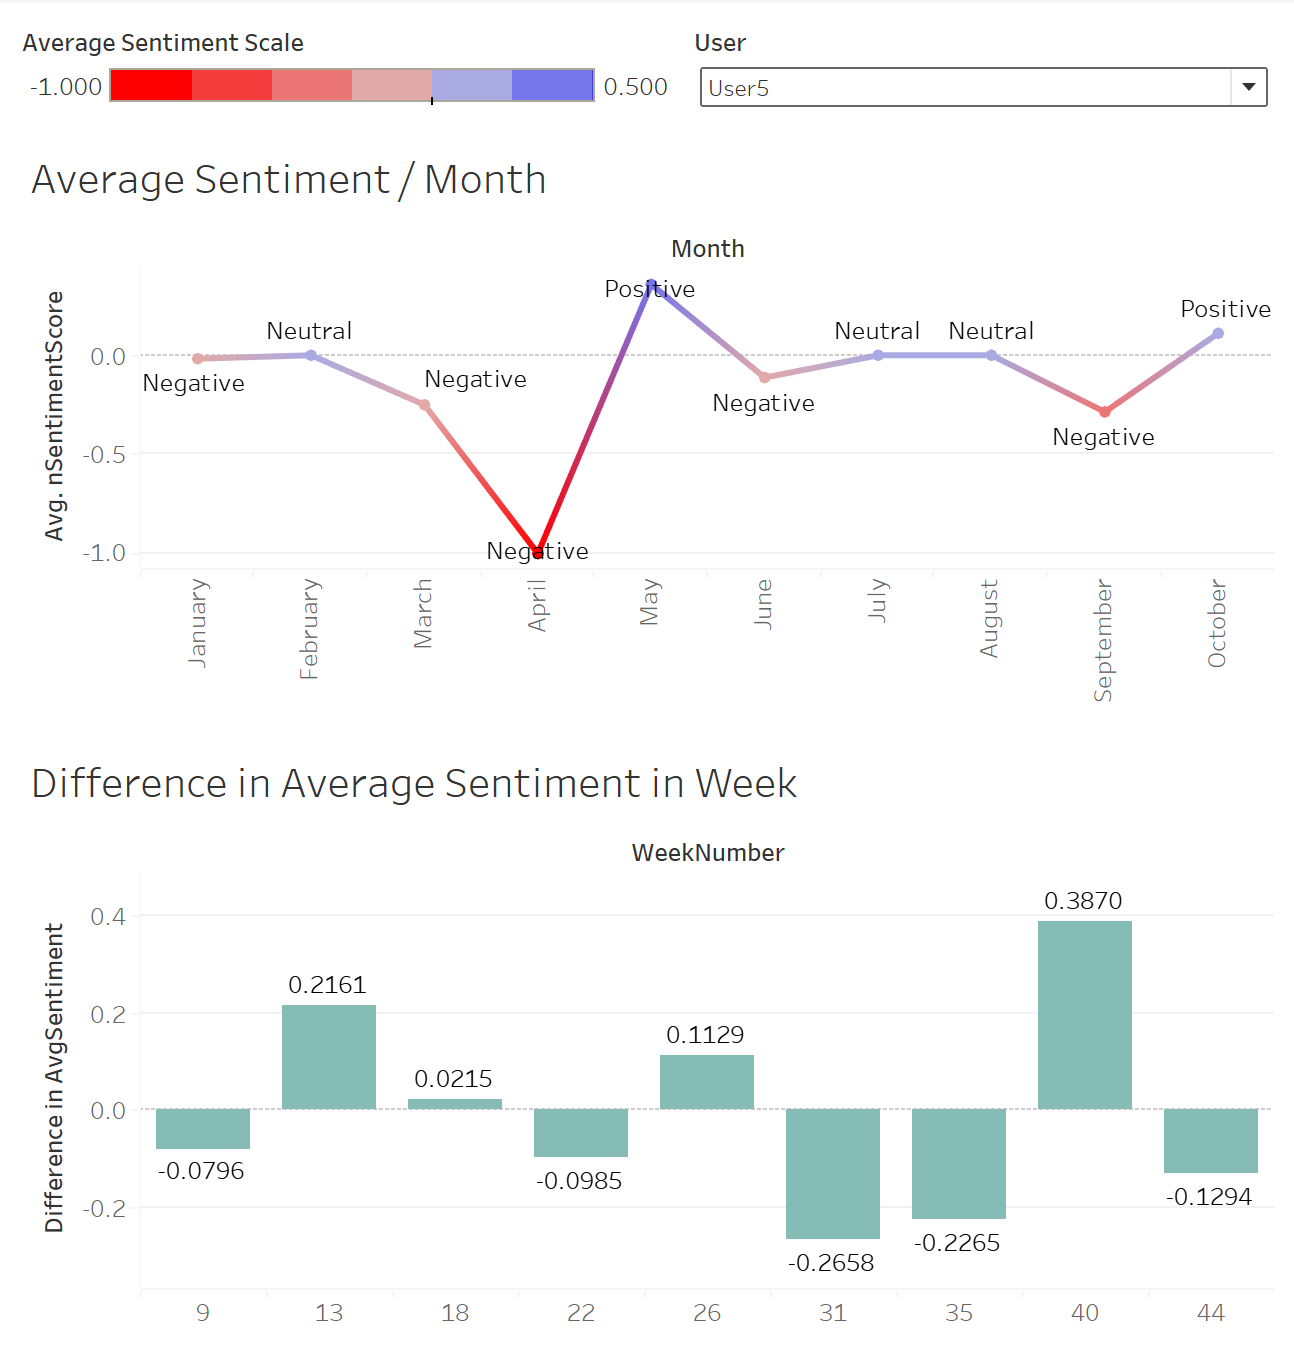 Average Sentiment Scale
User
-1.000
0.500
User5
Average Sentiment / Month
Month
Avg. nSentimentScore
0.0
-0.5
-1.0
Negative
Neutral
Negative
Negative
Positive
Negative
Neutral
Neutral
Negative
Positive
January
February
March
April
May
June
July
August
September
October
Difference in Average Sentiment in Week
WeekNumber
Difference in AvgSentiment
0.4
0.2
0.0
-0.2
-0.0796
0.2161
0.0215
-0.0985
0.1129
-0.2658
-0.2265
0.3870
-0.1294
9
13
18
22
26
31
35
40
44